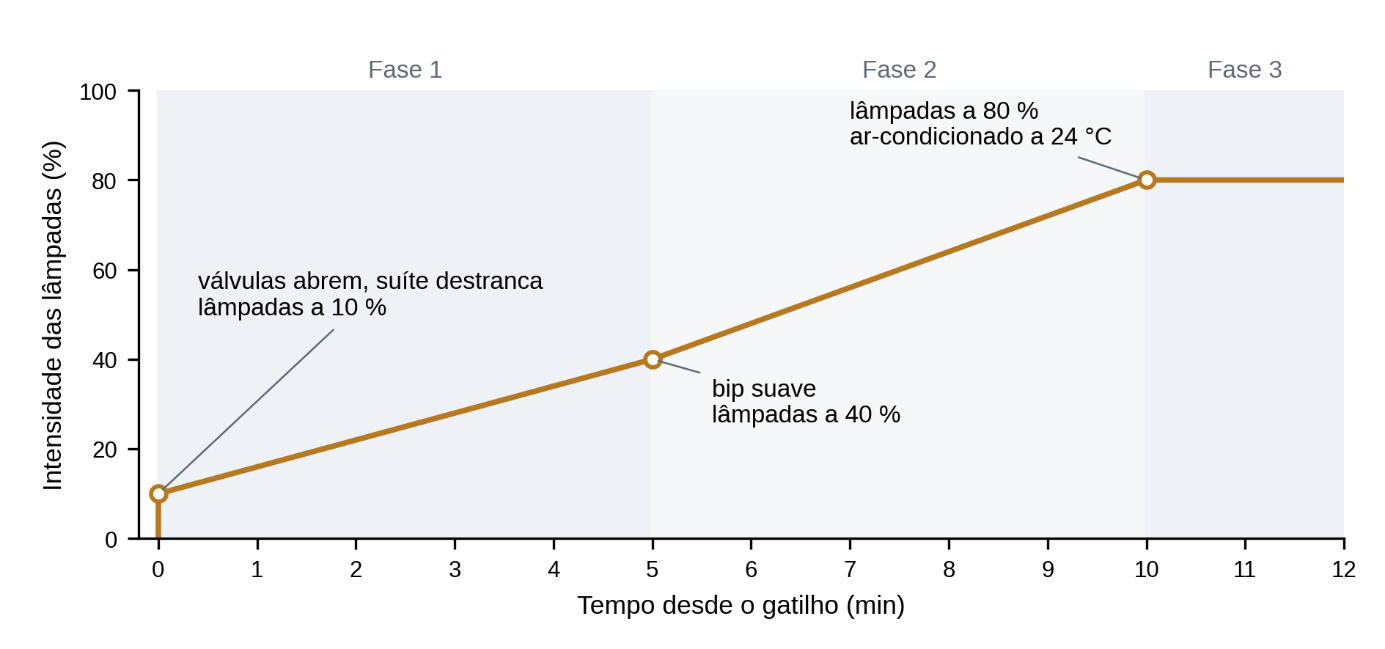 Fase 1
Fase 2
Fase 3
100
80
60
40
20
0
Intensidade das lâmpadas (%)
lâmpadas a 80 %
ar-condicionado a 24 °C
válvulas abrem, suíte destranca
lâmpadas a 10 %
bip suave
lâmpadas a 40 %
0 1 2 3 4 5 6 7 8 9 10 11 12
Tempo desde o gatilho (min)